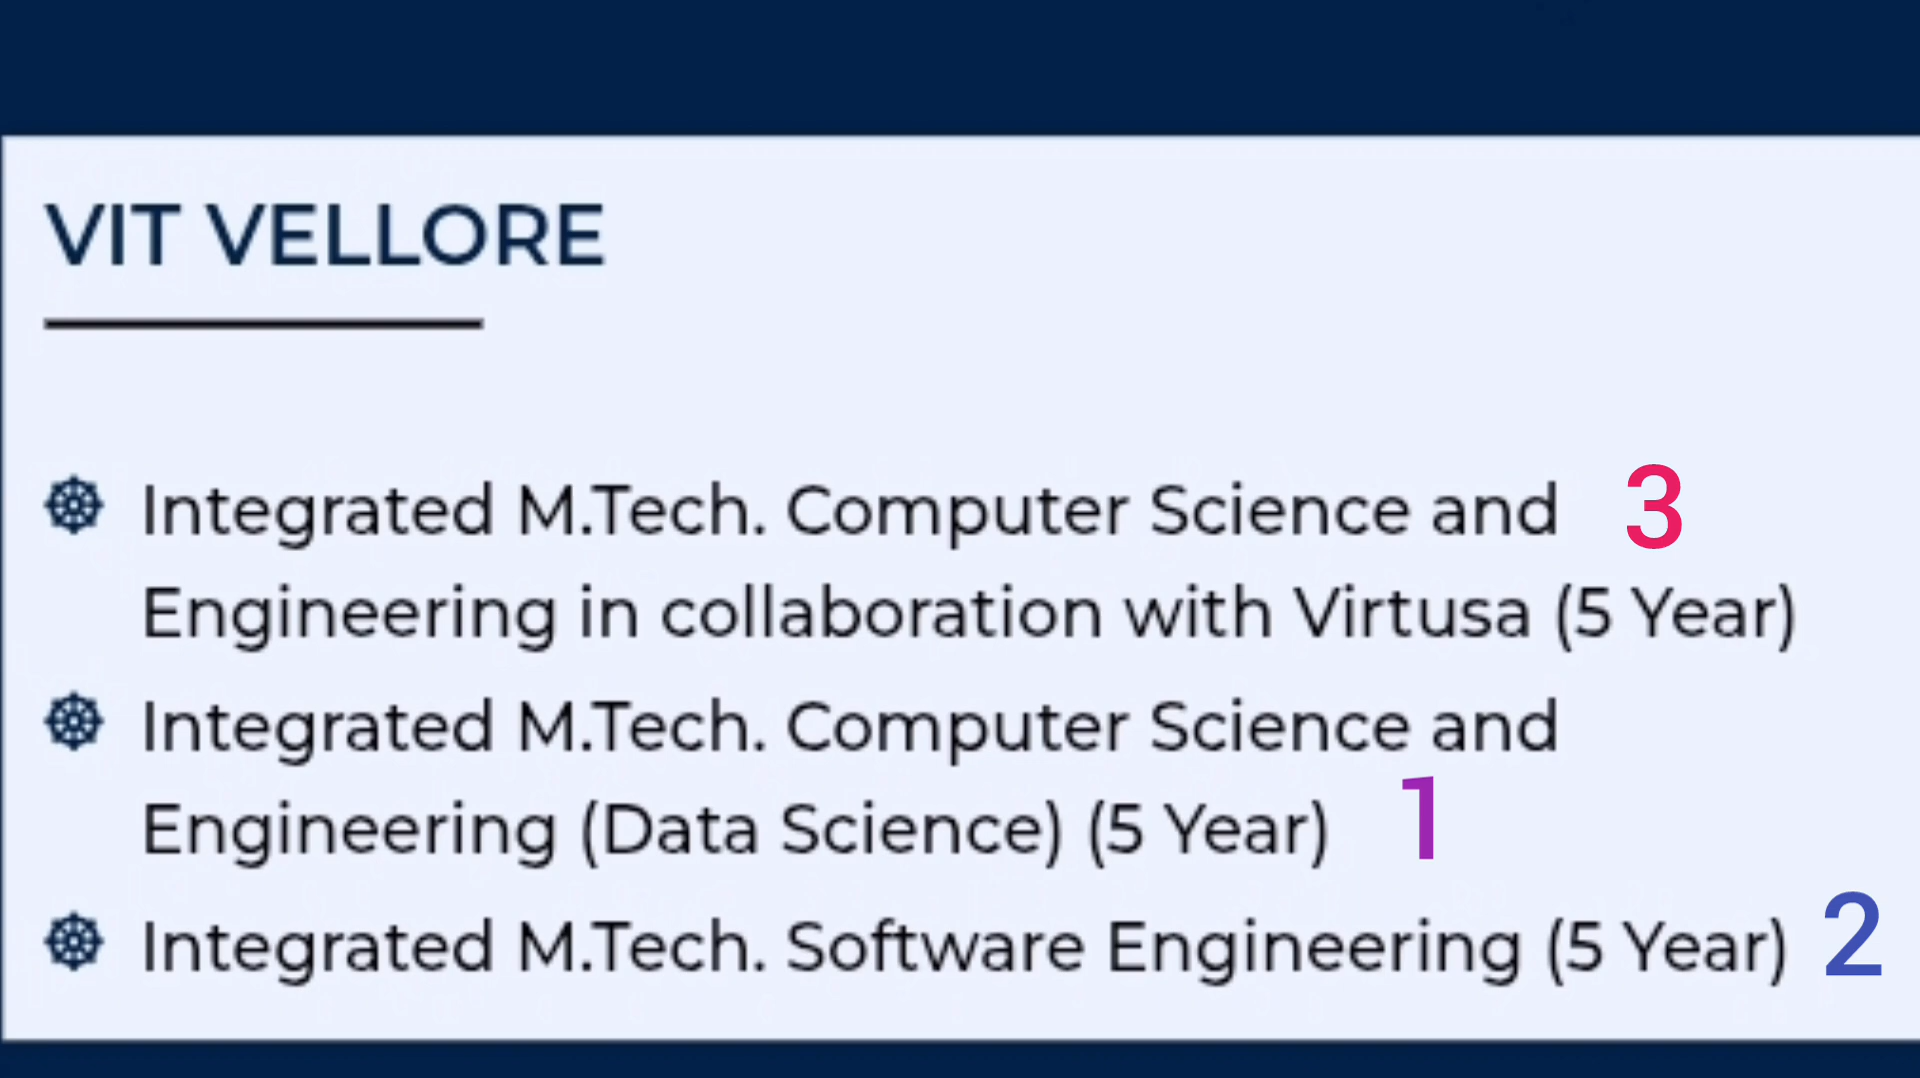 VIT VELLORE
Integrated M.Tech. Computer Science and 3
Engineering in collaboration with Virtusa (5 Year)
Integrated M.Tech. Computer Science and
Engineering (Data Science) (5 Year) 1
Integrated M.Tech. Software Engineering (5 Year) 2